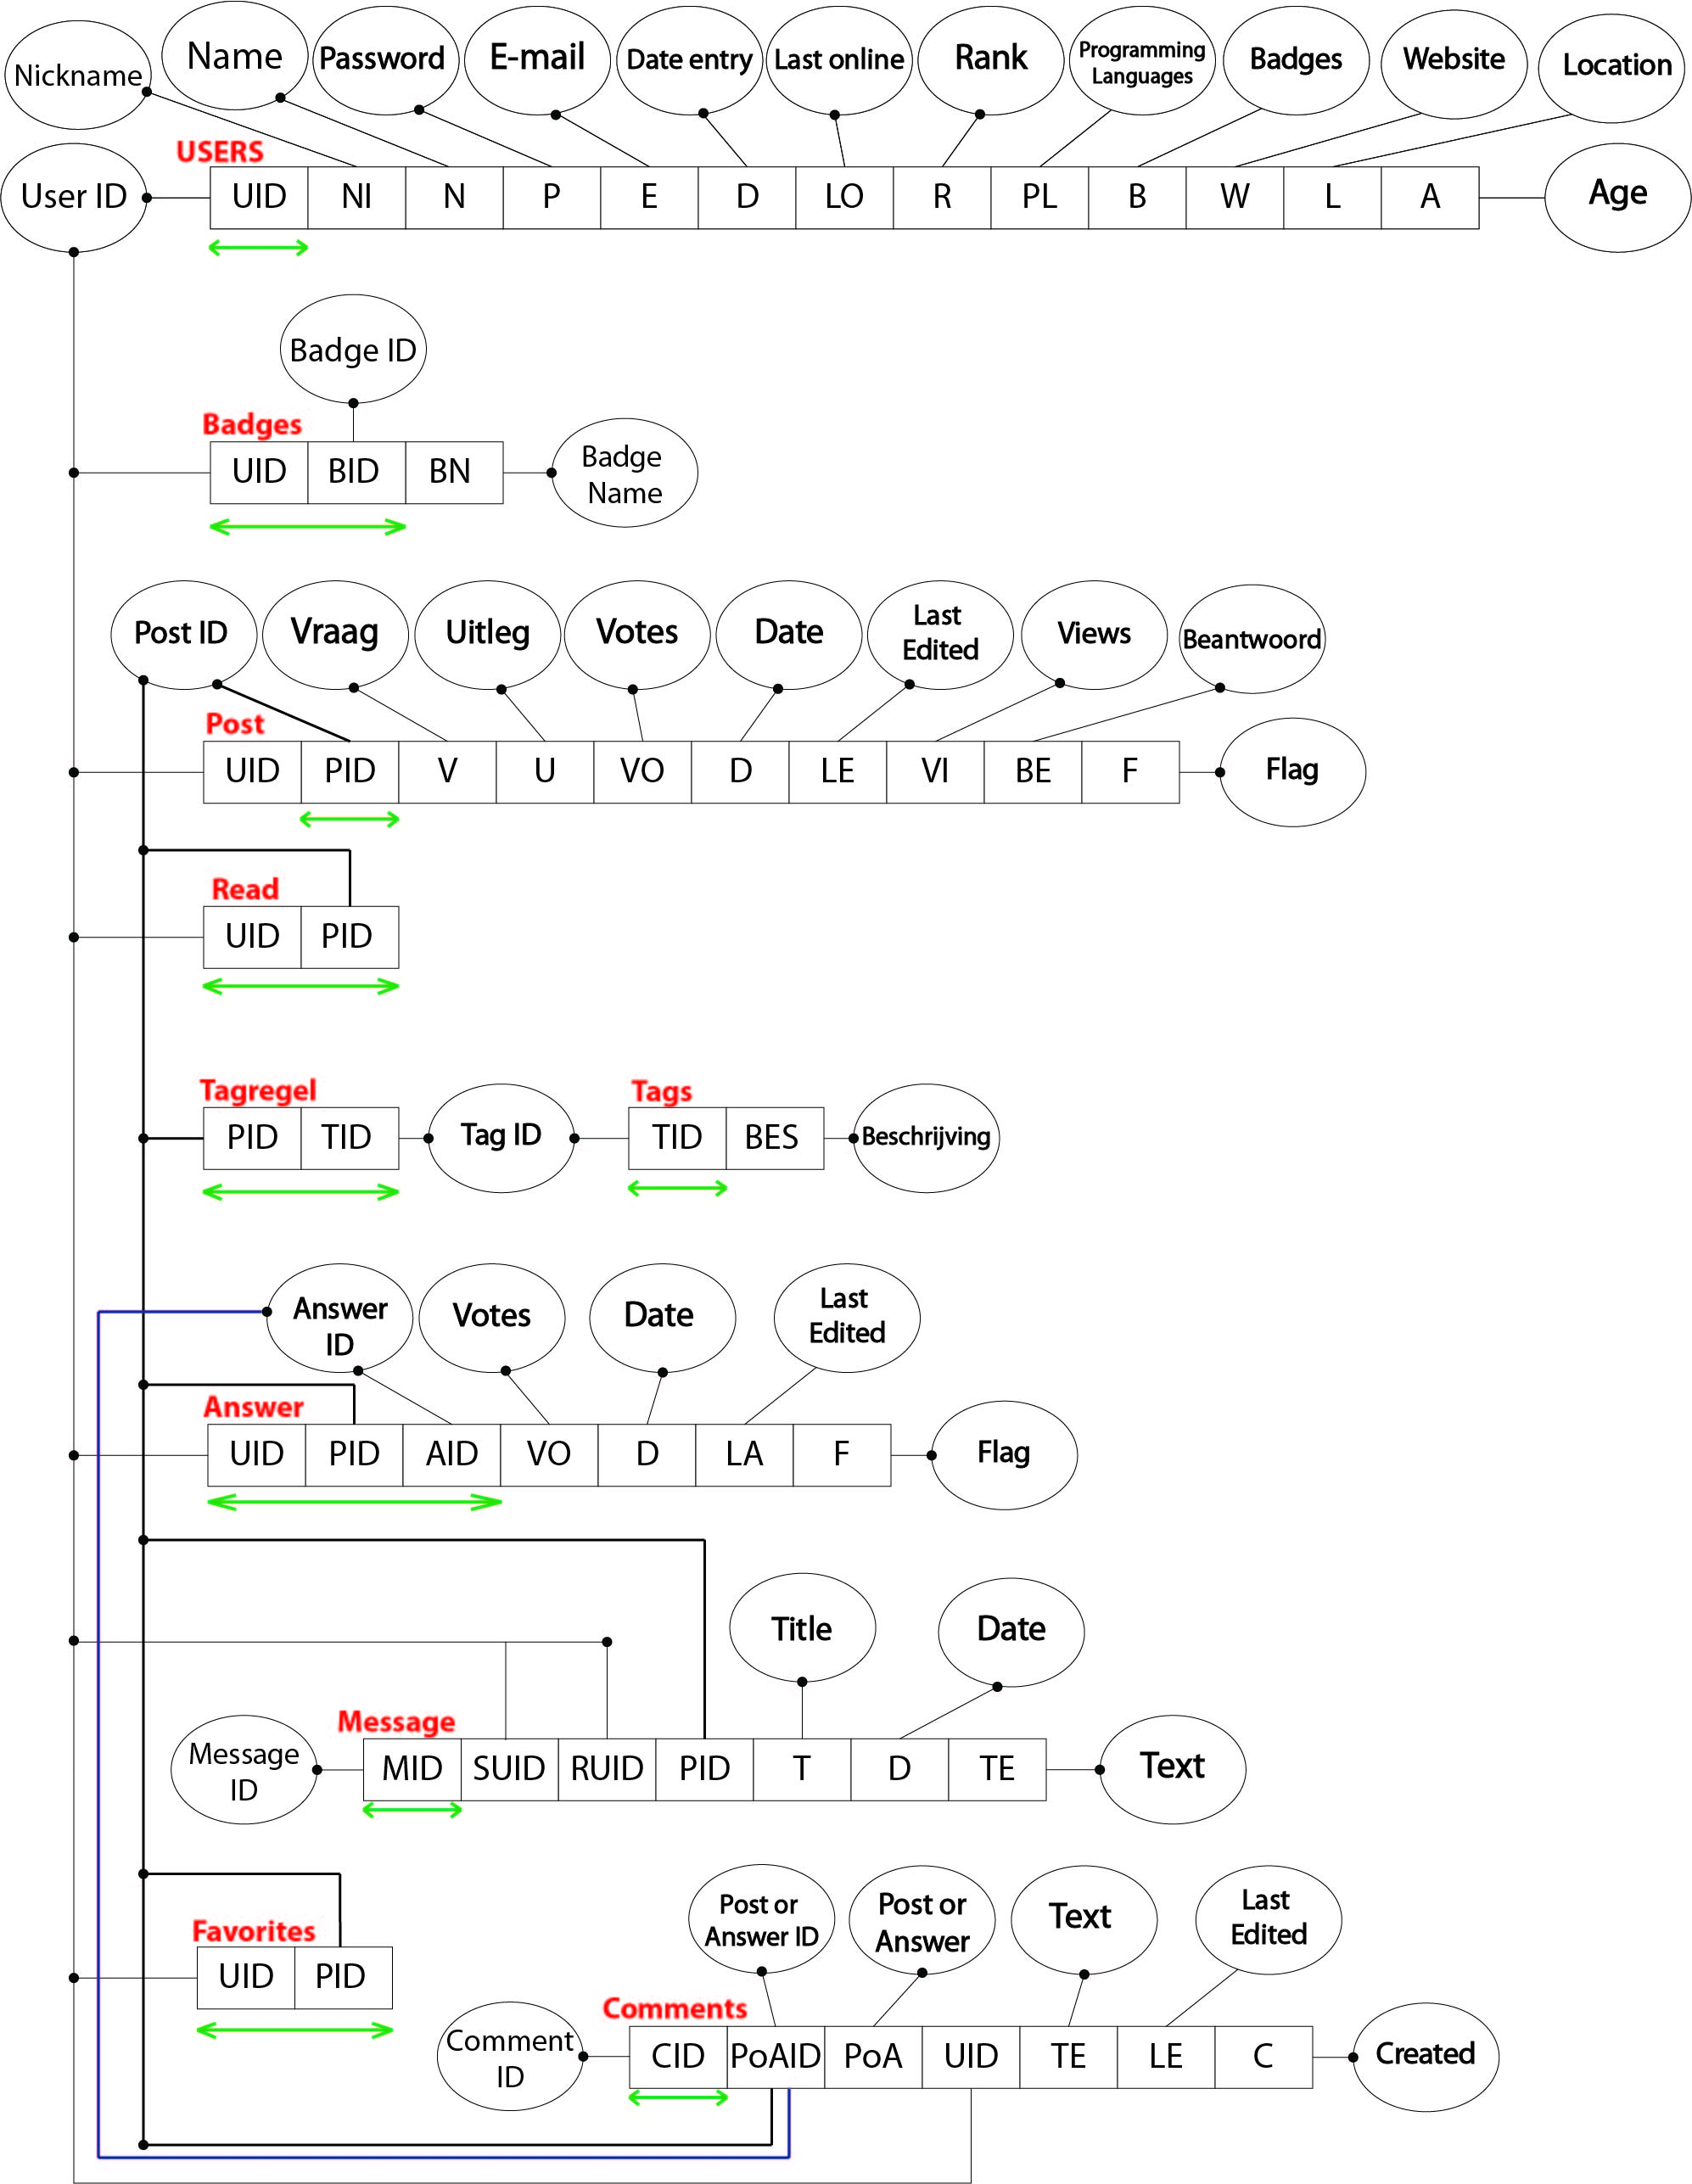 Nickname
Name
Password
E-mail
Date entry
Last online
Rank
Programming
Languages
Badges
Website
Location
USERS
User ID
UID NI N P E D LO R PL B W L A
Age
Badge ID
Badges
UID BID BN
Badge
Name
Post ID
Vraag
Uitleg
Votes
Date
Last
Edited
Views
Beantwoord
Post
UID PID V U VO D LE VI BE F
Flag
Read
UID PID
Tagregel
PID TID
Tag ID
Tags
TID BES
Beschrijving
Answer
ID
Votes
Date
Last
Edited
Answer
UID PID AID VO D LA F
Flag
Title
Date
Message
Message
ID
MID SUID RUID PID T D TE
Text
Favorites
UID PID
Post or
Answer ID
Post or
Answer
Text
Last
Edited
Comments
Comment
ID
CID PoAID PoA UID TE LE C
Created